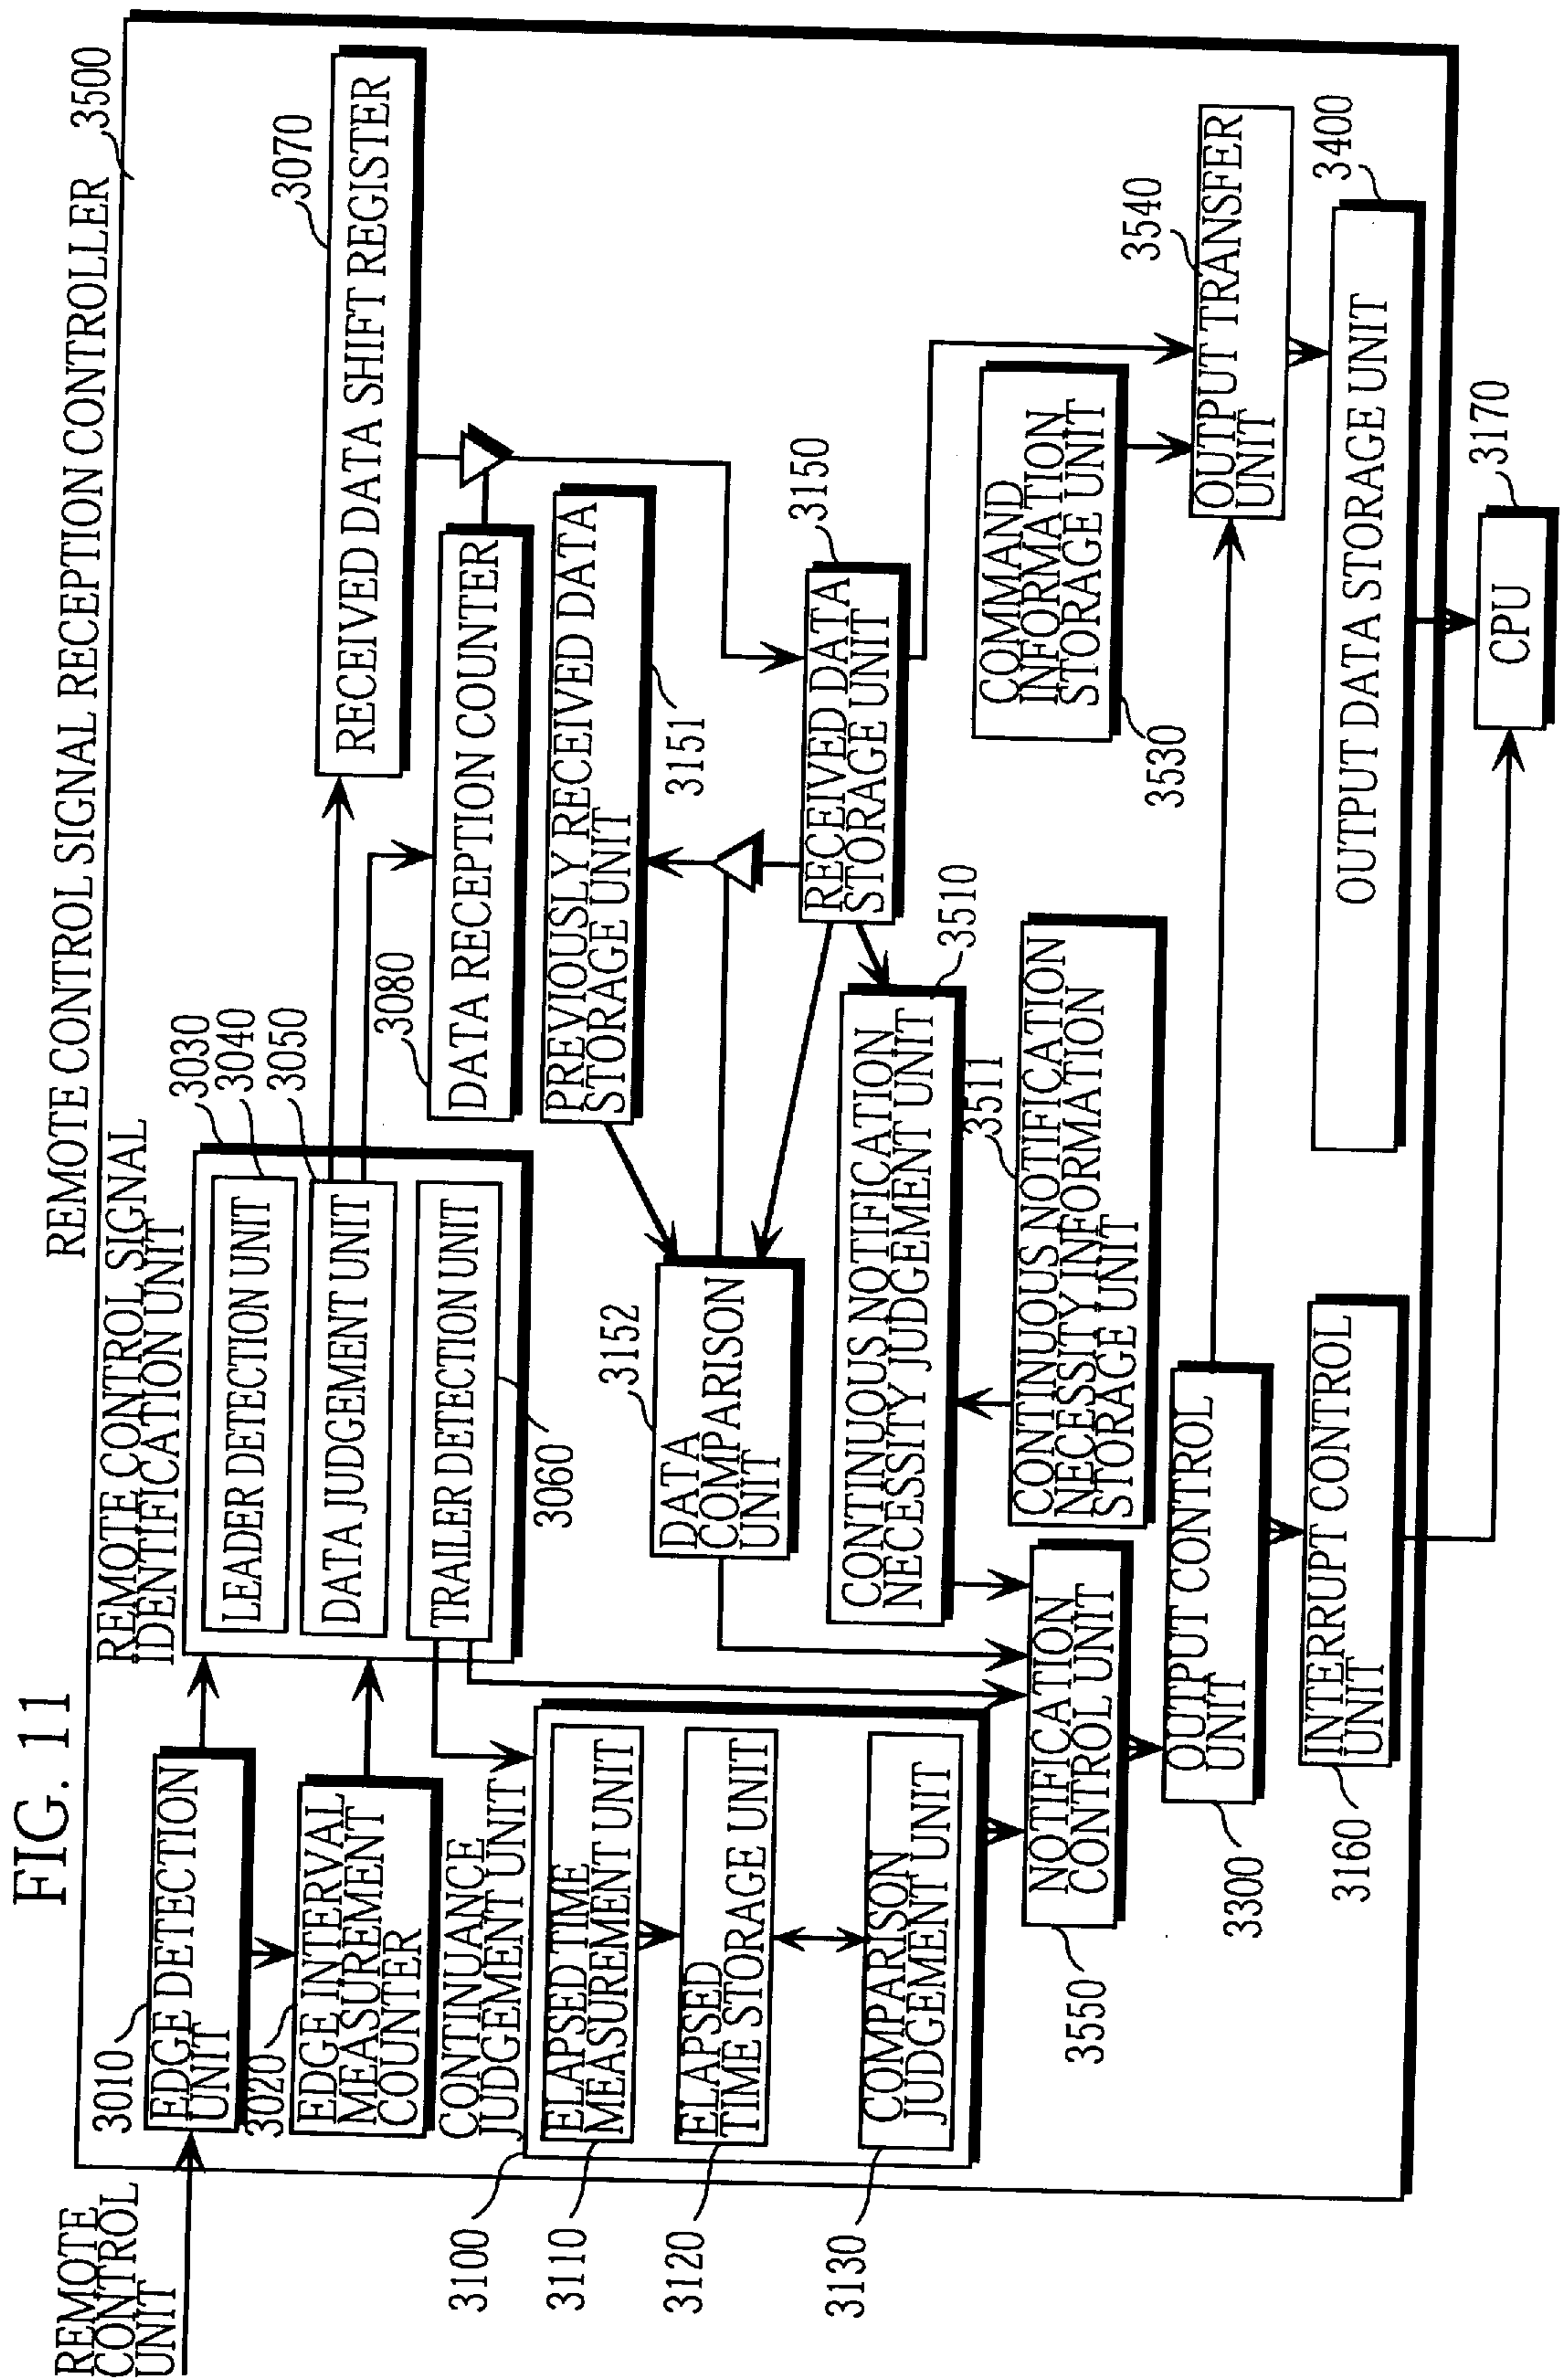 FIG. 11
REMOTE
CONTROL
UNIT
REMOTE CONTROL SIGNAL RECEPTION CONTROLLER
3500
3010
EDGE DETECTION
UNIT
3020
EDGE INTERVAL
MEASUREMENT
COUNTER
REMOTE CONTROL SIGNAL
IDENTIFICATION UNIT
3030
3040
3050
LEADER DETECTION UNIT
DATA JUDGEMENT UNIT
TRAILER DETECTION UNIT
3060
3070
RECEIVED DATA SHIFT REGISTER
3080
DATA RECEPTION COUNTER
PREVIOUSLY RECEIVED DATA
STORAGE UNIT
3151
CONTINUANCE
JUDGEMENT UNIT
3100
ELAPSED TIME
MEASUREMENT UNIT
3110
ELAPSED
TIME STORAGE UNIT
3120
COMPARISON
JUDGEMENT UNIT
3130
3152
DATA
COMPARISON
UNIT
3150
RECEIVED DATA
STORAGE UNIT
3510
CONTINUOUS NOTIFICATION
NECESSITY JUDGEMENT UNIT
3511
CONTINUOUS NOTIFICATION
NECESSITY INFORMATION
STORAGE UNIT
COMMAND
INFORMATION
STORAGE UNIT
3530
NOTIFICATION
CONTROL UNIT
3550
OUTPUT CONTROL
UNIT
3300
3540
OUTPUT TRANSFER
UNIT
INTERRUPT CONTROL
UNIT
3160
3400
OUTPUT DATA STORAGE UNIT
3170
CPU